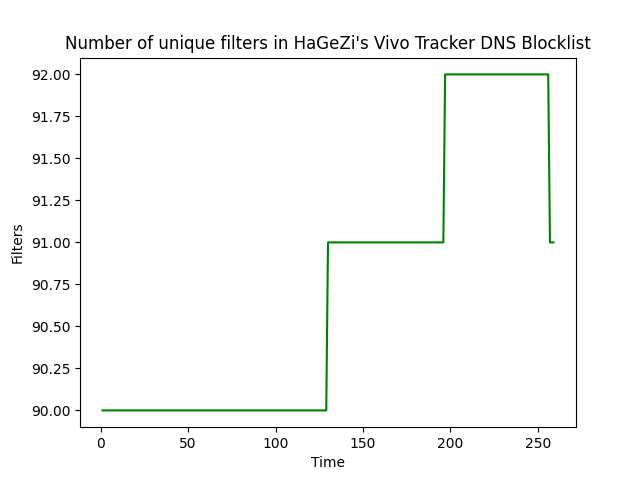 Number of unique filters in HaGeZi's Vivo Tracker DNS Blocklist
92.00
91.75
91.50
91.25
91.00
90.75
90.50
90.25
90.00
Filters
0 50 100 150 200 250
Time